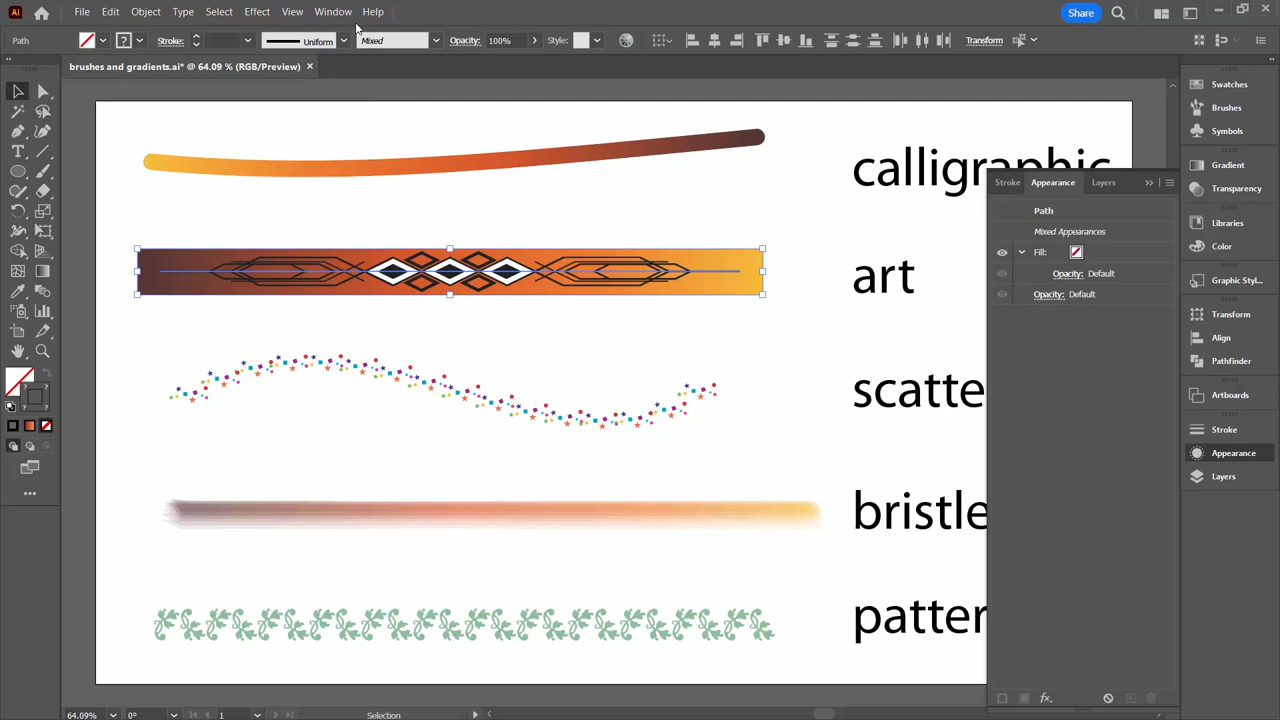 Ai File Edit Object Type Select Effect View Window Help Share
Path Stroke: Uniform Mixed Opacity: 100% Style: Transform
brushes and gradients.ai* @ 64.09 % (RGB/Preview) ×
calligraphic
art
scatte
bristle
patter
Stroke Appearance Layers
Path
Mixed Appearances
Fill:
Opacity: Default
Opacity: Default
fx.
Swatches
Brushes
Symbols
Gradient
Transparency
Libraries
Color
Graphic Styl...
Transform
Align
Pathfinder
Artboards
Stroke
Appearance
Layers
64.09% 0° 1 Selection